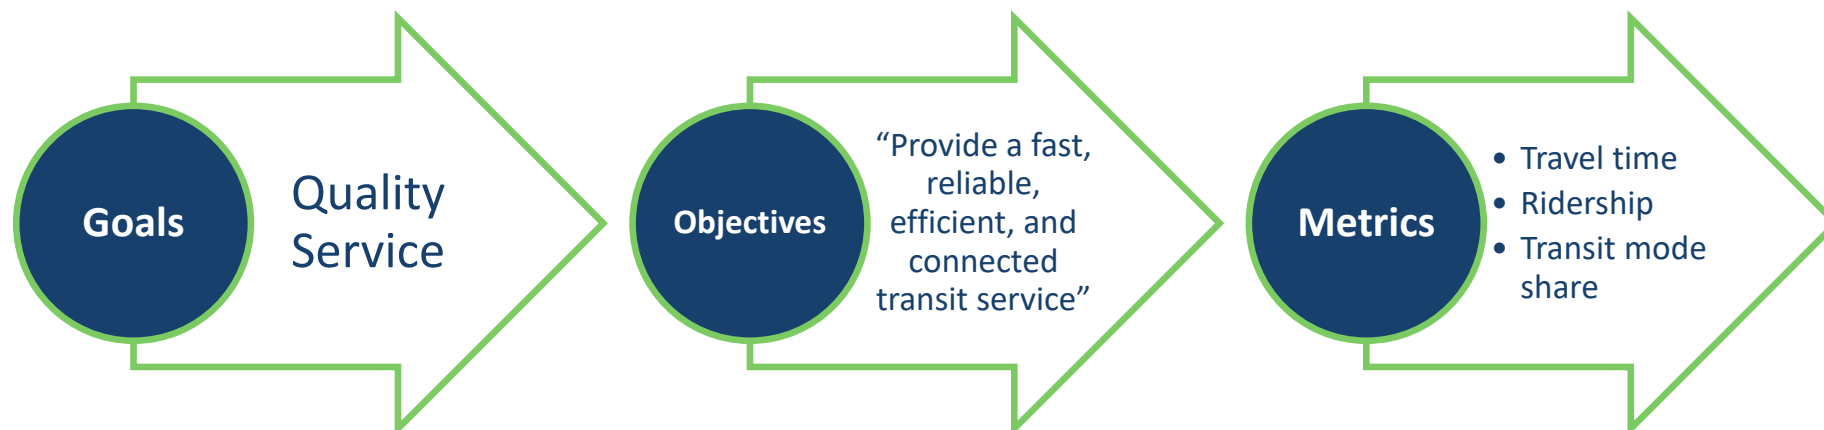 Goals
Quality
Service
Objectives
“Provide a fast,
reliable,
efficient, and
connected
transit service”
Metrics
• Travel time
• Ridership
• Transit mode
share